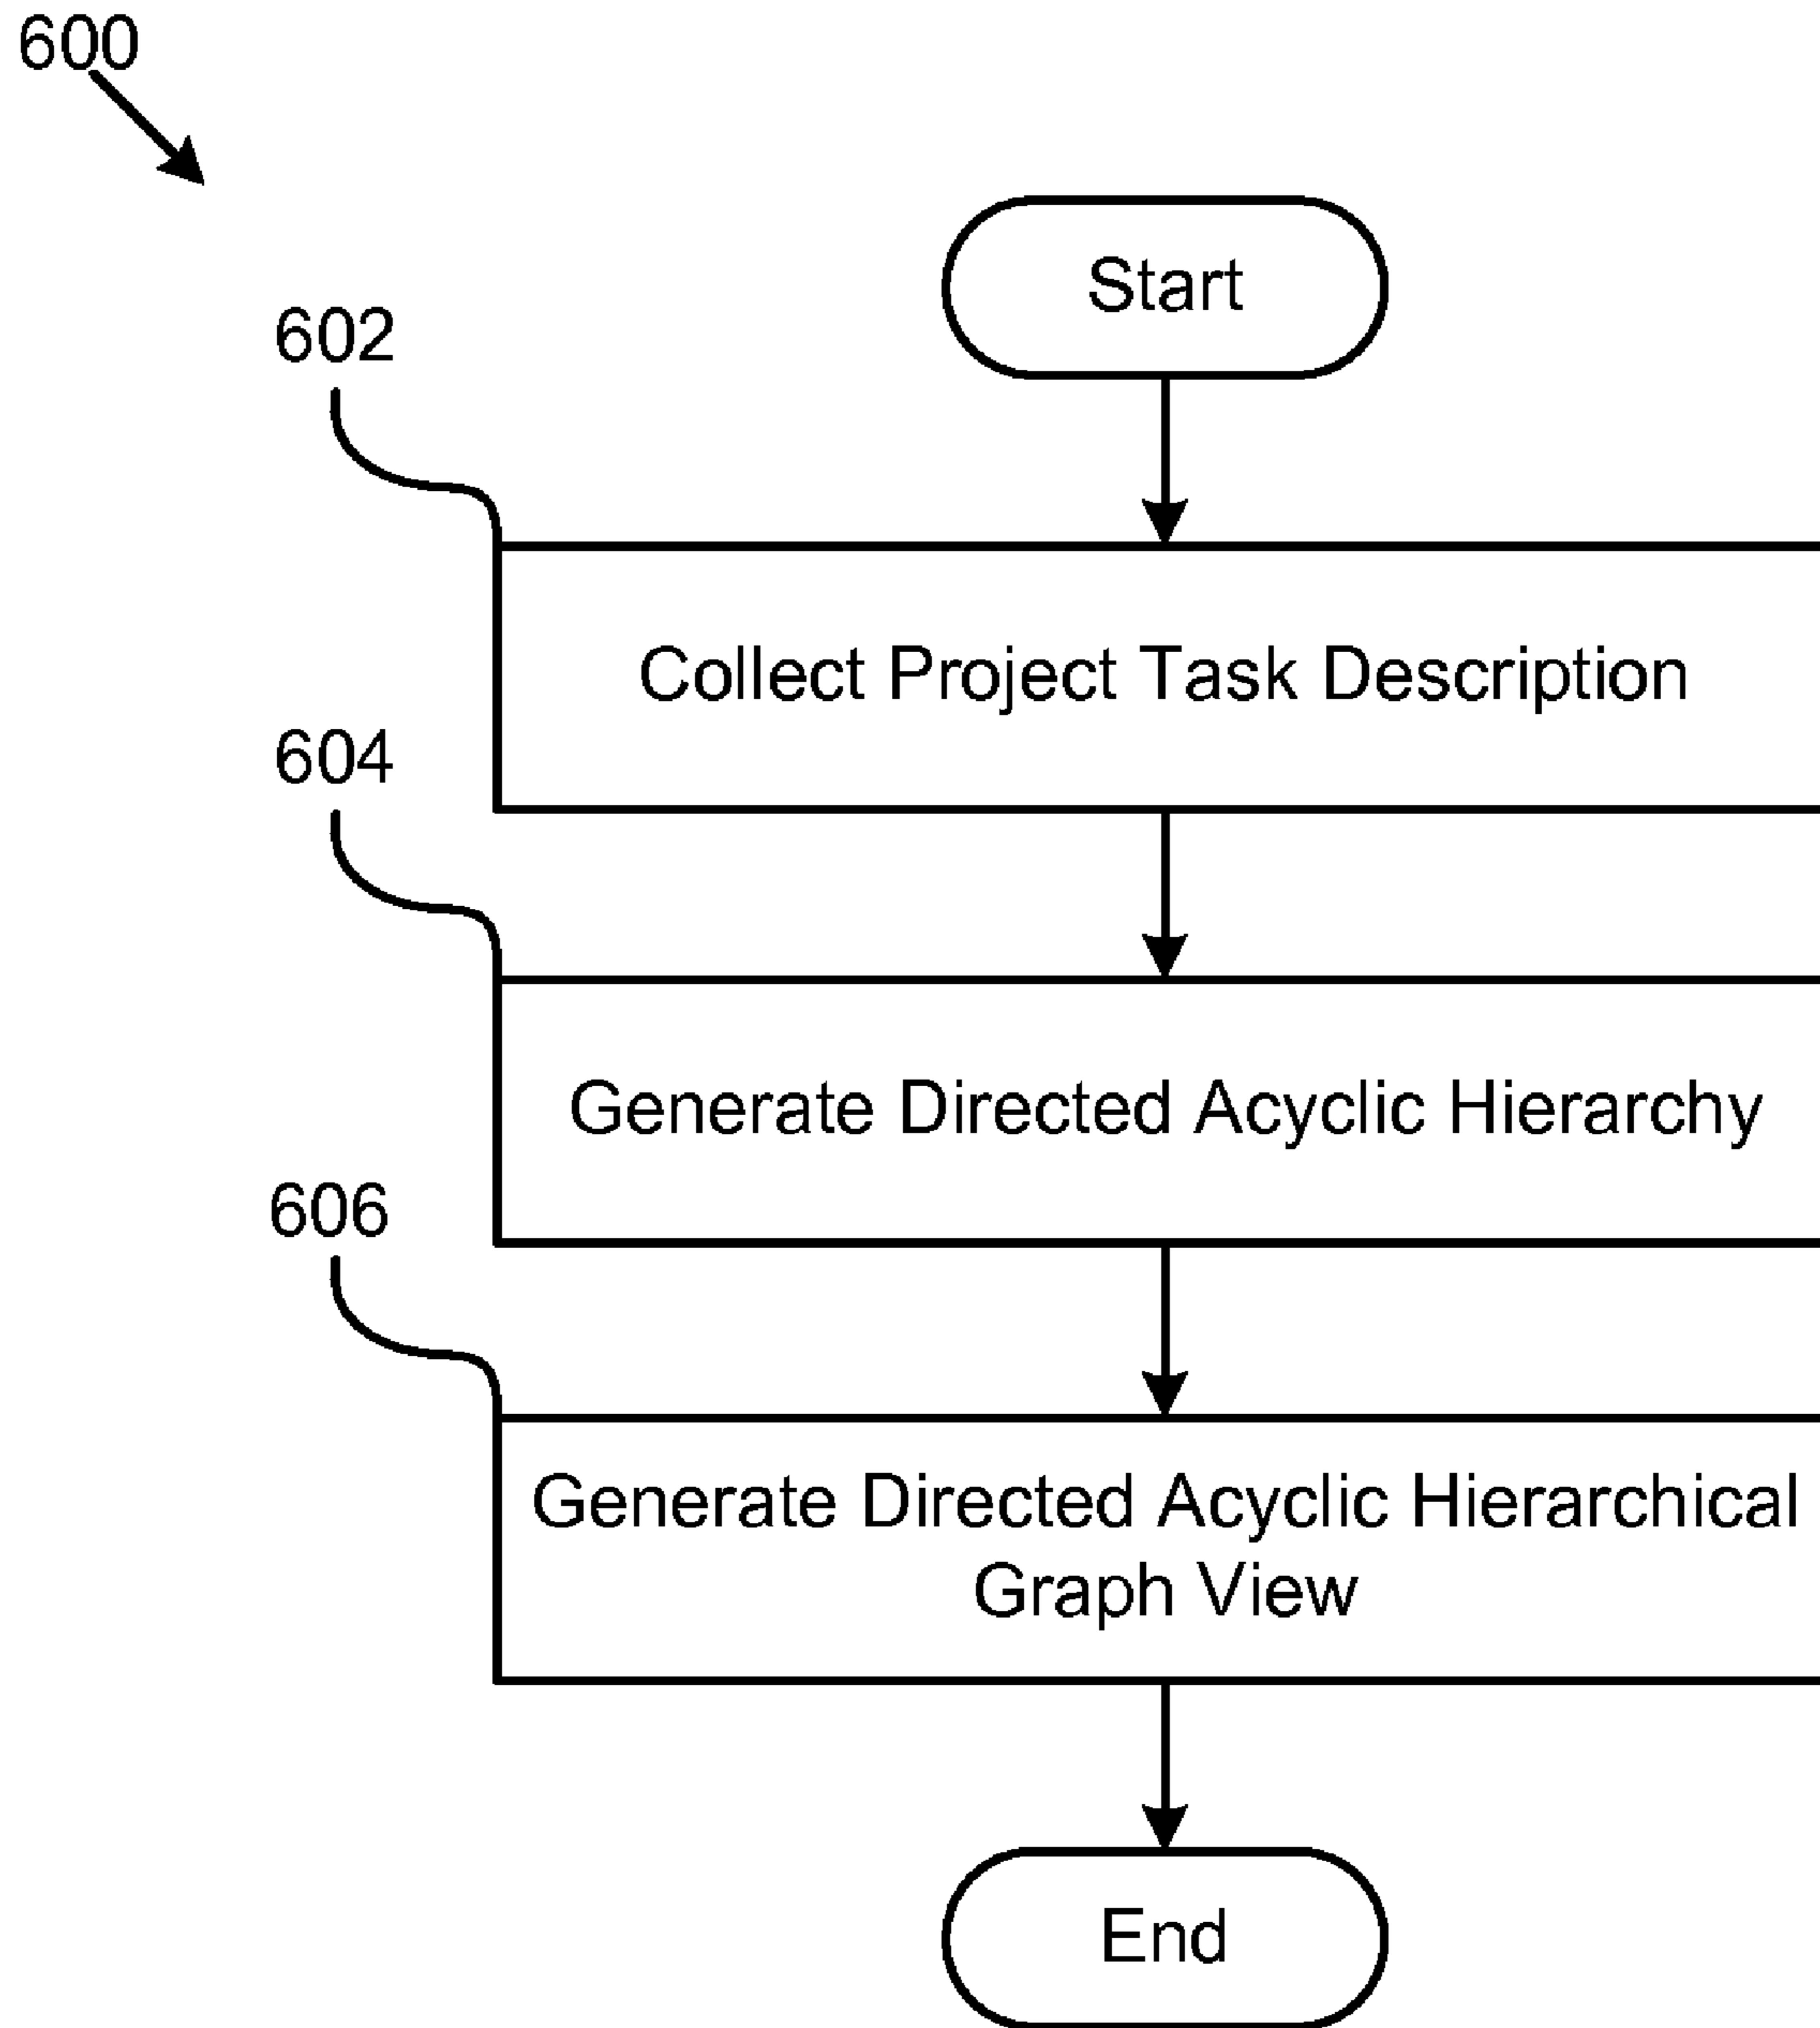 600
Start
602
Collect Project Task Description
604
Generate Directed Acyclic Hierarchy
606
Generate Directed Acyclic Hierarchical
Graph View
End